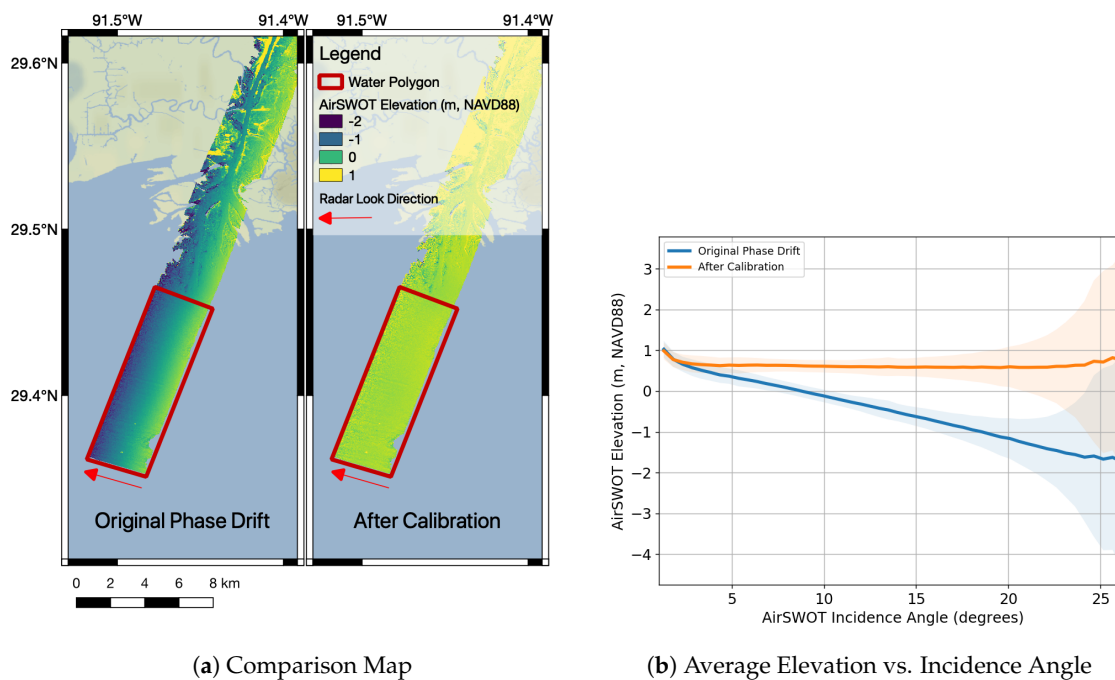 91.5°W 91.4°W 91.5°W 91.4°W
29.6°N
29.5°N
29.4°N
Legend
Water Polygon
AirSWOT Elevation (m, NAVD88)
-2
-1
0
1
Radar Look Direction
Original Phase Drift
After Calibration
0 2 4 6 8 km
(a) Comparison Map
Original Phase Drift
After Calibration
AirSWOT Elevation (m, NAVD88)
3
2
1
0
−1
−2
−3
−4
5 10 15 20 25
AirSWOT Incidence Angle (degrees)
(b) Average Elevation vs. Incidence Angle